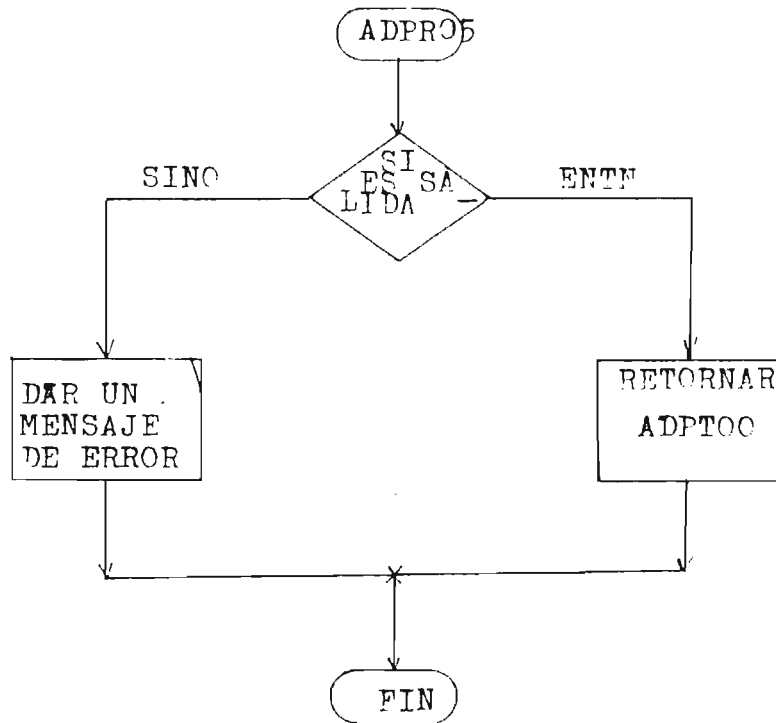 ADPRO5
SI
ES SA_
LIDA
SINO
ENTN
DAR UN
MENSAJE
DE ERROR
RETORNAR
ADPTOO
FIN